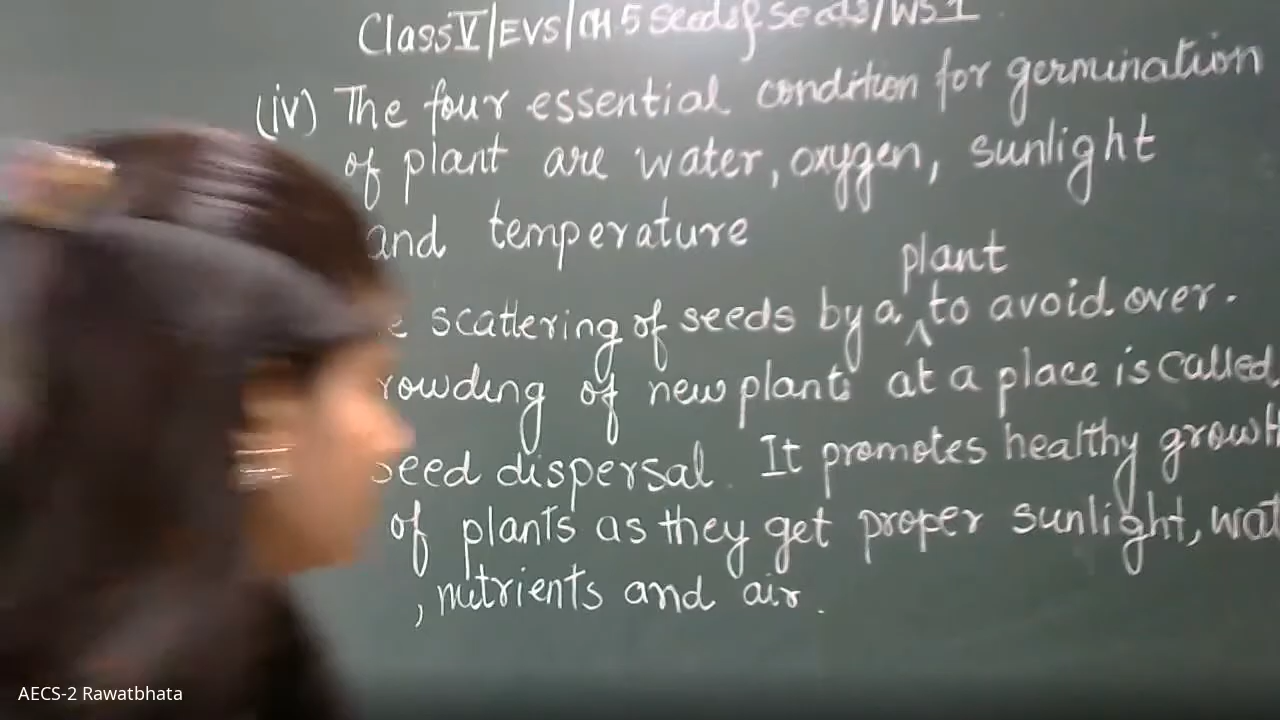 Class V/EVS/CH 5 Seeds & seeds/WS 1
(iv) The four essential condition for germination
of plant are water, oxygen, sunlight
and temperature
plant
scattering of seeds by a ^ to avoid over.
rowding of new plants at a place is called
seed dispersal. It promotes healthy growth
of plants as they get proper sunlight, wat
, nutrients and air.
AECS-2 Rawatbhata